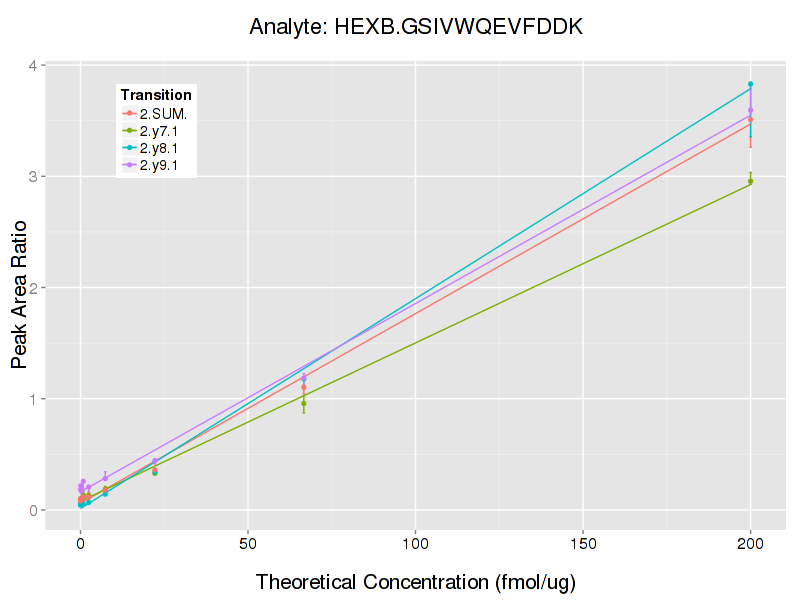 Analyte: HEXB.GSIVWQEVFDDK
Transition
2.SUM.
2.y7.1
2.y8.1
2.y9.1
4
3
2
1
0
Peak Area Ratio
0 50 100 150 200
Theoretical Concentration (fmol/ug)